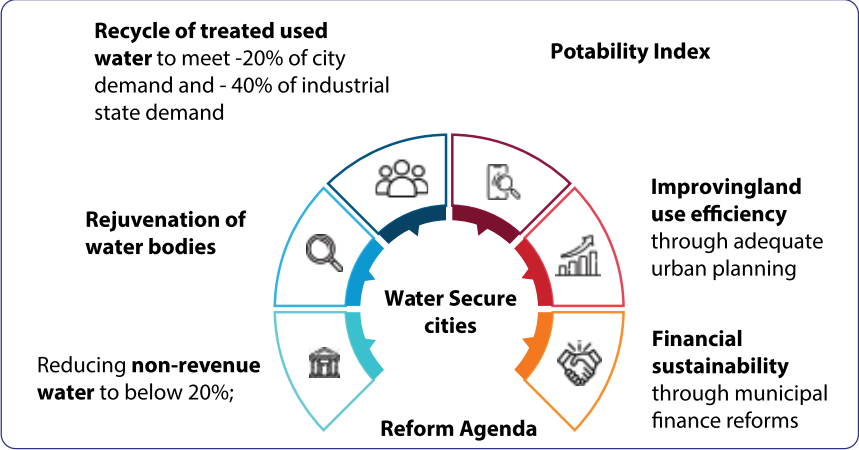 Recycle of treated used
water to meet -20% of city
demand and - 40% of industrial
state demand
Potability Index
Rejuvenation of
water bodies
Improvingland
use efficiency
through adequate
urban planning
Water Secure
cities
Reducing non-revenue
water to below 20%;
Financial
sustainability
through municipal
finance reforms
Reform Agenda